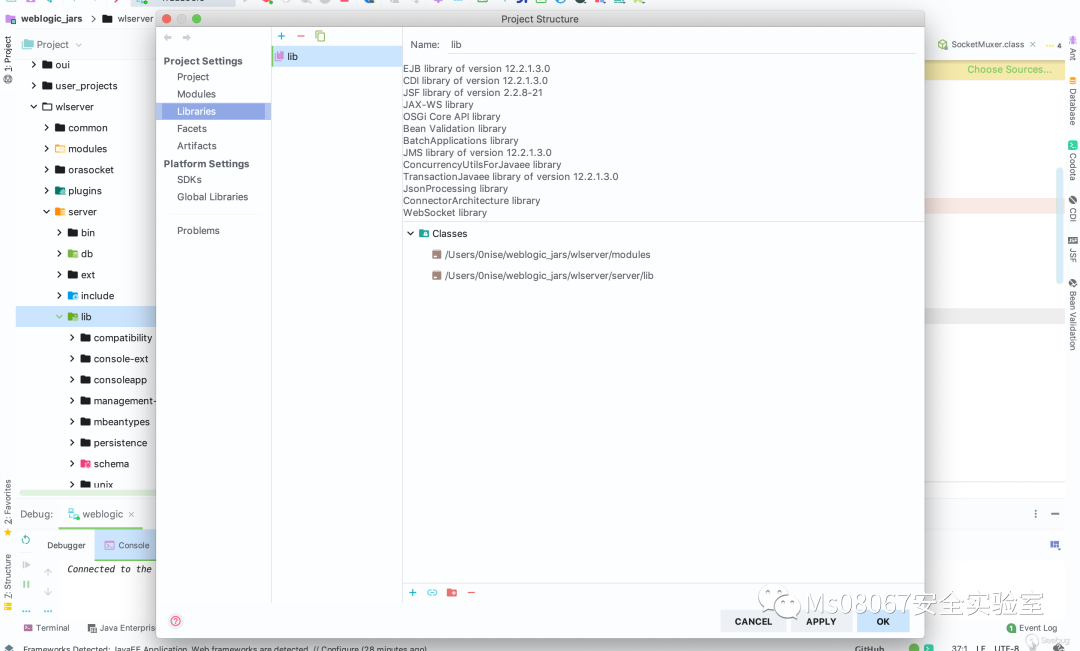 weblogic_jars
wlserver
Project Structure
1: Project
Project
oui
user_projects
wlserver
common
modules
orasocket
plugins
server
bin
db
ext
include
lib
compatibility
console-ext
consoleapp
management-
mbeantypes
persistence
schema
unix
Project Settings
Project
Modules
Libraries
Facets
Artifacts
Platform Settings
SDKs
Global Libraries
Problems
lib
Name: lib
EJB library of version 12.2.1.3.0
CDI library of version 12.2.1.3.0
JSF library of version 2.2.8-21
JAX-WS library
OSGi Core API library
Bean Validation library
BatchApplications library
JMS library of version 12.2.1.3.0
ConcurrencyUtilsForJavaee library
TransactionJavaee library of version 12.2.1.3.0
JsonProcessing library
ConnectorArchitecture library
WebSocket library
Classes
/Users/0nise/weblogic_jars/wlserver/modules
/Users/0nise/weblogic_jars/wlserver/server/lib
SocketMuxer.class
4
Choose Sources...
Ant
Database
Codota
CDI
JSF
Bean Validation
2: Favorites
Z: Structure
Debug: weblogic
Debugger
Console
Connected to the
CANCEL
APPLY
OK
Ms08067安全实验室
Terminal
Java Enterpris
1 Event Log
Seebug
Frameworks Detected: JavaEE Application, Web frameworks are detected. // Configure (28 minutes ago)
GitHub
37:1
LF
UTF-8